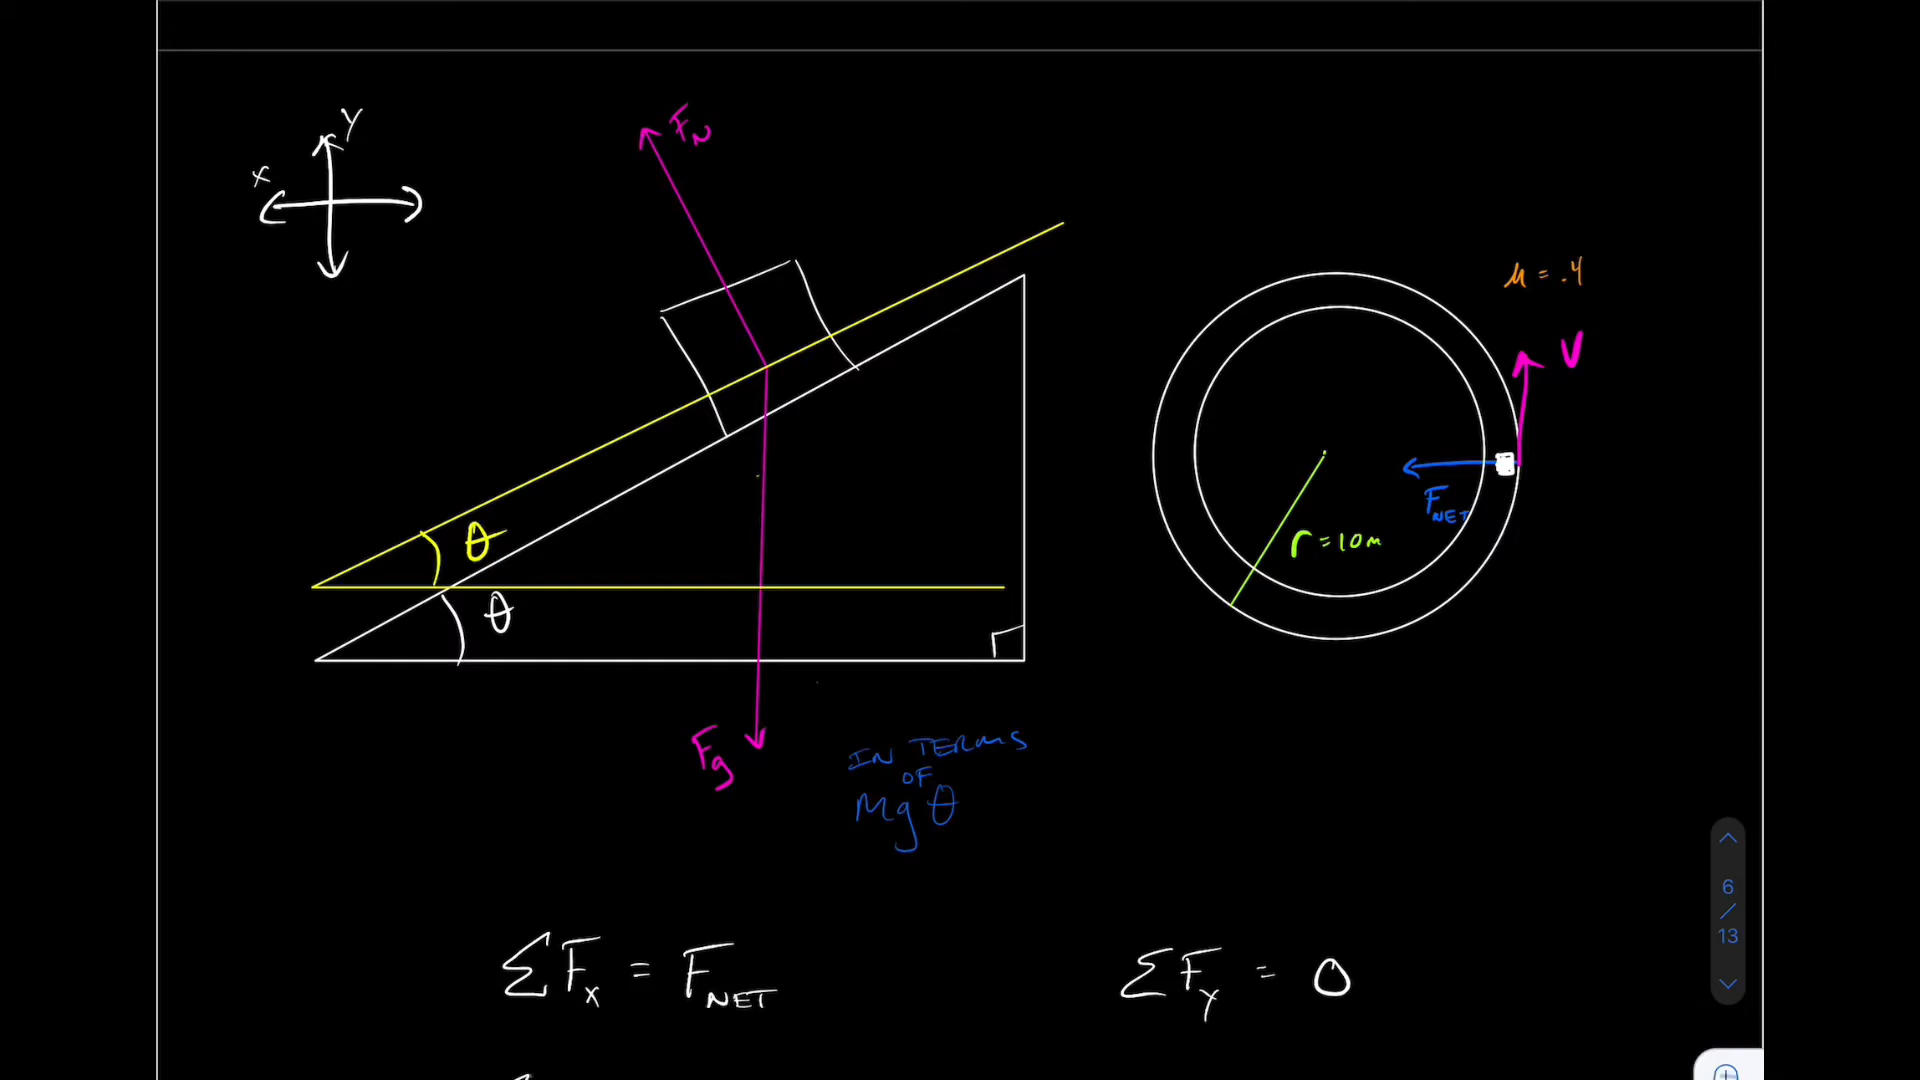 y
x
F_N
μ = .4
V
F_NET
r = 10m
θ
θ
F_g
IN TERMS
OF
Mgθ
ΣF_x = F_NET
ΣF_y = 0
6
/
13